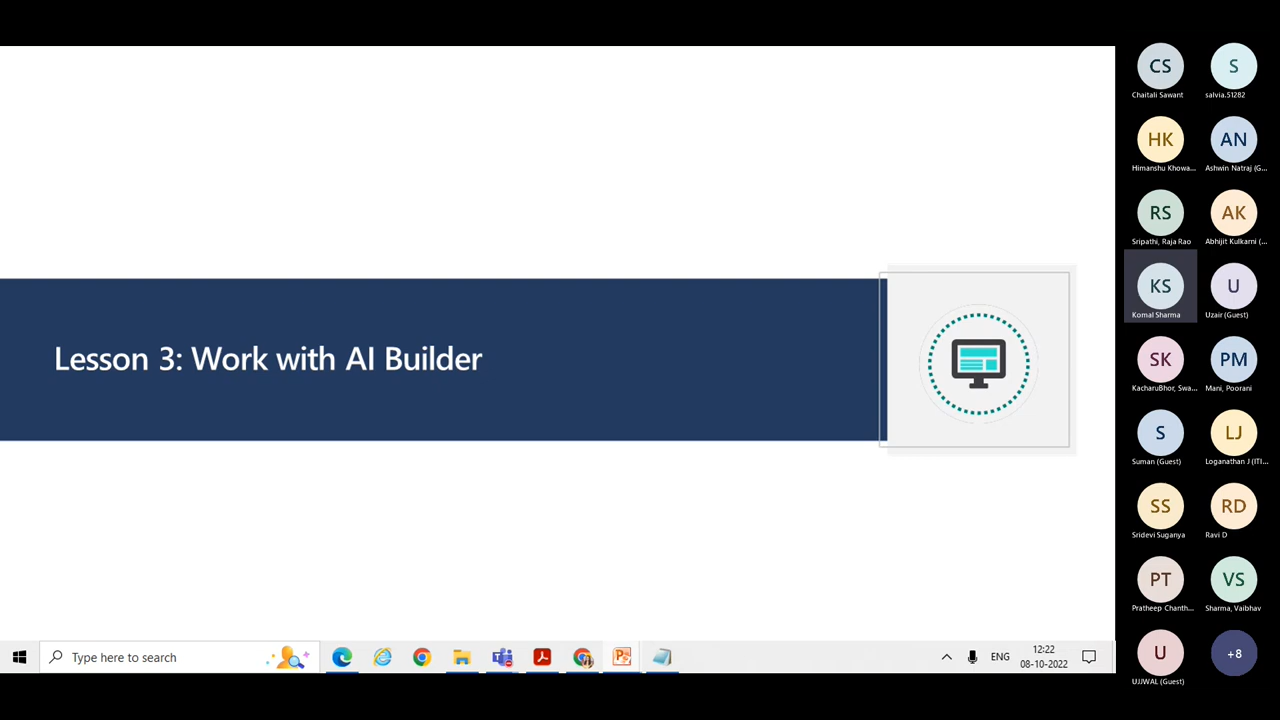 Lesson 3: Work with AI Builder
CS
Chaitali Sawant
S
salvia.51282
HK
Himanshu Khowa...
AN
Ashwin Natraj (G...
RS
Sripathi, Raja Rao
AK
Abhijit Kulkarni (...
KS
Komal Sharma
U
Uzair (Guest)
SK
KacharuBhor, Swa...
PM
Mani, Poorani
S
Suman (Guest)
LJ
Loganathan J (ITI...
SS
Sridevi Suganya
RD
Ravi D
PT
Pratheep Chanth...
VS
Sharma, Vaibhav
U
UJJWAL (Guest)
+8
Type here to search
ENG
12:22
08-10-2022